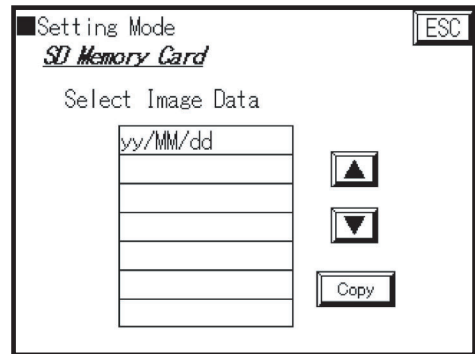 ■Setting Mode
ESC
SD Memory Card
Select Image Data
yy/MM/dd
▲
▼
Copy